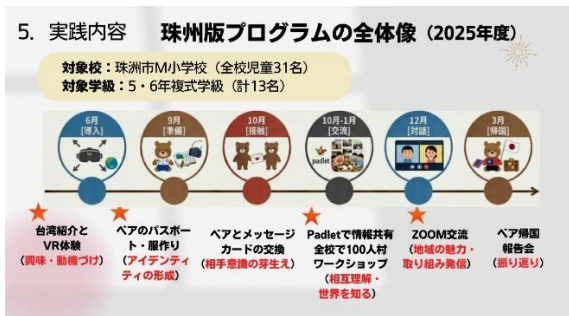 5. 実践内容 珠州版プログラムの全体像（2025年度）
対象校：珠洲市M小学校（全校児童31名）
対象学級：5・6年複式学級（計13名）
6月
[導入]
9月
[準備]
10月
[接触]
10月-1月
[交流]
padlet
12月
[対話]
3月
[帰国]
台湾紹介と
VR体験
（興味・動機づけ）
ベアのパスポー
ト・服作り
（アイデンティ
ティの形成）
ベアとメッセージ
カードの交換
（相手意識の芽生え）
Padletで情報共有
全校で100人村
ワークショップ
（相互理解・
世界を知る）
ZOOM交流
（地域の魅力・
取り組み発信）
ベア帰国
報告会
（振り返り）